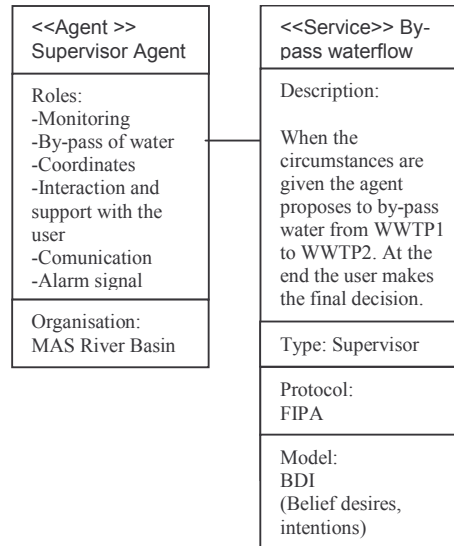 <<Agent >>
Supervisor Agent
Roles:
-Monitoring
-By-pass of water
-Coordinates
-Interaction and
support with the
user
-Comunication
-Alarm signal
Organisation:
MAS River Basin
<<Service>> By-
pass waterflow
Description:
When the
circumstances are
given the agent
proposes to by-pass
water from WWTP1
to WWTP2. At the
end the user makes
the final decision.
Type: Supervisor
Protocol:
FIPA
Model:
BDI
(Belief desires,
intentions)